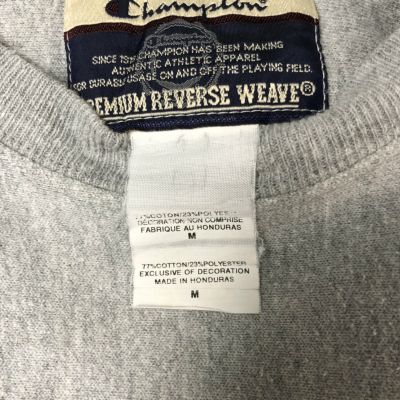 Champion
SINCE 1919 CHAMPION HAS BEEN MAKING
AUTHENTIC ATHLETIC APPAREL
FOR DURABLE USAGE ON AND OFF THE PLAYING FIELD.
PREMIUM REVERSE WEAVE®
77%COTTON/23%POLYESTER
DECORATION NON COMPRISE
FABRIQUE AU HONDURAS
M
77%COTTON/23%POLYESTER
EXCLUSIVE OF DECORATION
MADE IN HONDURAS
M